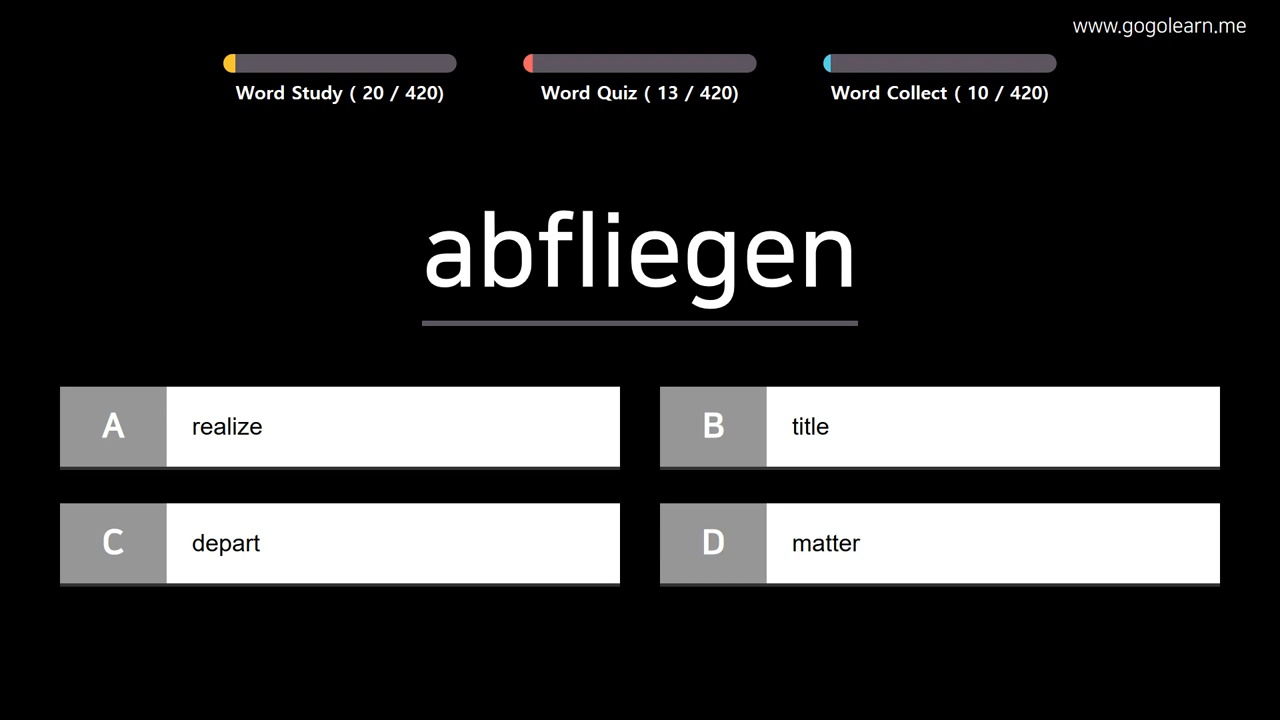 www.gogolearn.me
Word Study ( 20 / 420)
Word Quiz ( 13 / 420)
Word Collect ( 10 / 420)
abfliegen
A realize
B title
C depart
D matter